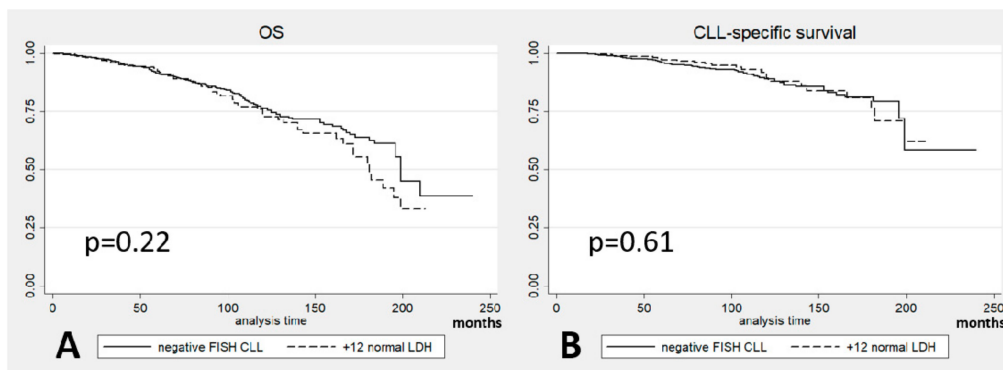 OS
1.00
0.75
0.50
0.25
0.00
p=0.22
0 50 100 150 200 250
analysis time months
A
negative FISH CLL +12 normal LDH
CLL-specific survival
1.00
0.75
0.50
0.25
0.00
p=0.61
0 50 100 150 200 250
analysis time months
B
negative FISH CLL +12 normal LDH